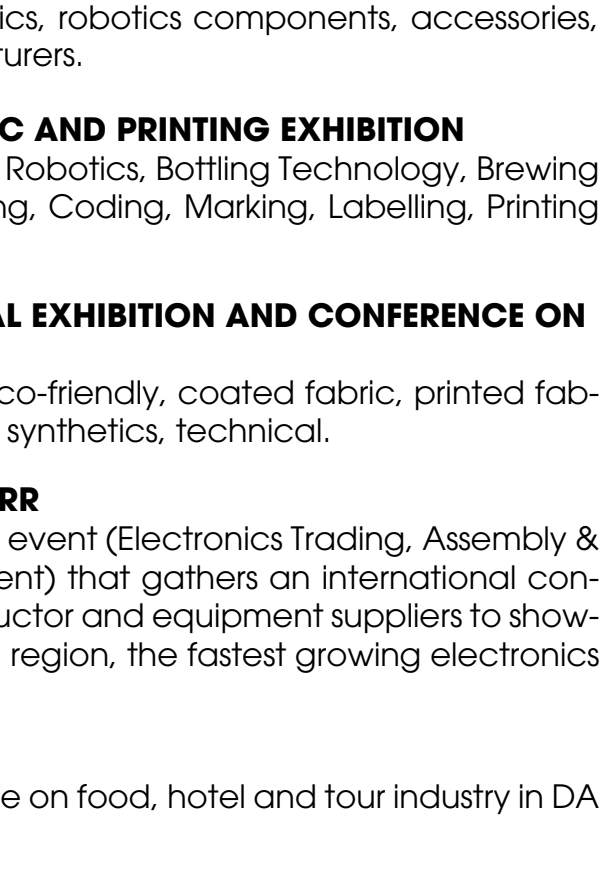 ics, robotics components, accessories,
turers.
C AND PRINTING EXHIBITION
Robotics, Bottling Technology, Brewing
ng, Coding, Marking, Labelling, Printing
AL EXHIBITION AND CONFERENCE ON
co-friendly, coated fabric, printed fab-
synthetics, technical.
RR
event (Electronics Trading, Assembly &
ent) that gathers an international con-
uctor and equipment suppliers to show-
region, the fastest growing electronics
e on food, hotel and tour industry in DA